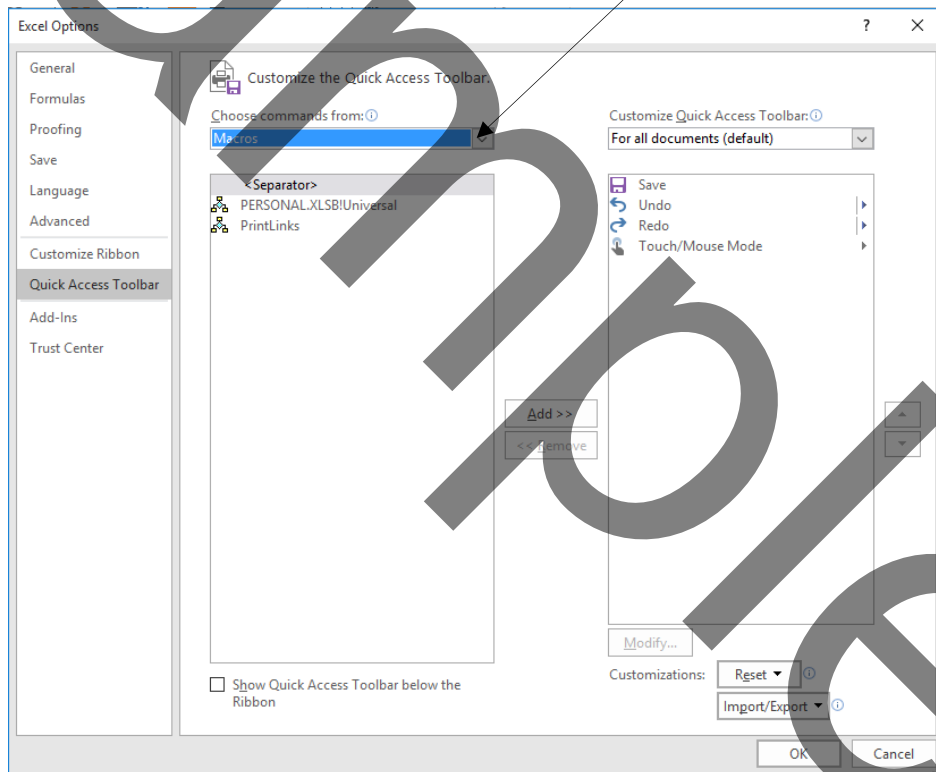 Excel Options
?
General
Formulas
Proofing
Save
Language
Advanced
Customize Ribbon
Quick Access Toolbar
Add-Ins
Trust Center
Customize the Quick Access Toolbar.
Choose commands from:
Macros
<Separator>
PERSONAL.XLSB!Universal
PrintLinks
Show Quick Access Toolbar below the
Ribbon
Add >>
<< Remove
Customize Quick Access Toolbar:
For all documents (default)
Save
Undo
Redo
Touch/Mouse Mode
Modify...
Customizations:
Reset
Import/Export
OK
Cancel